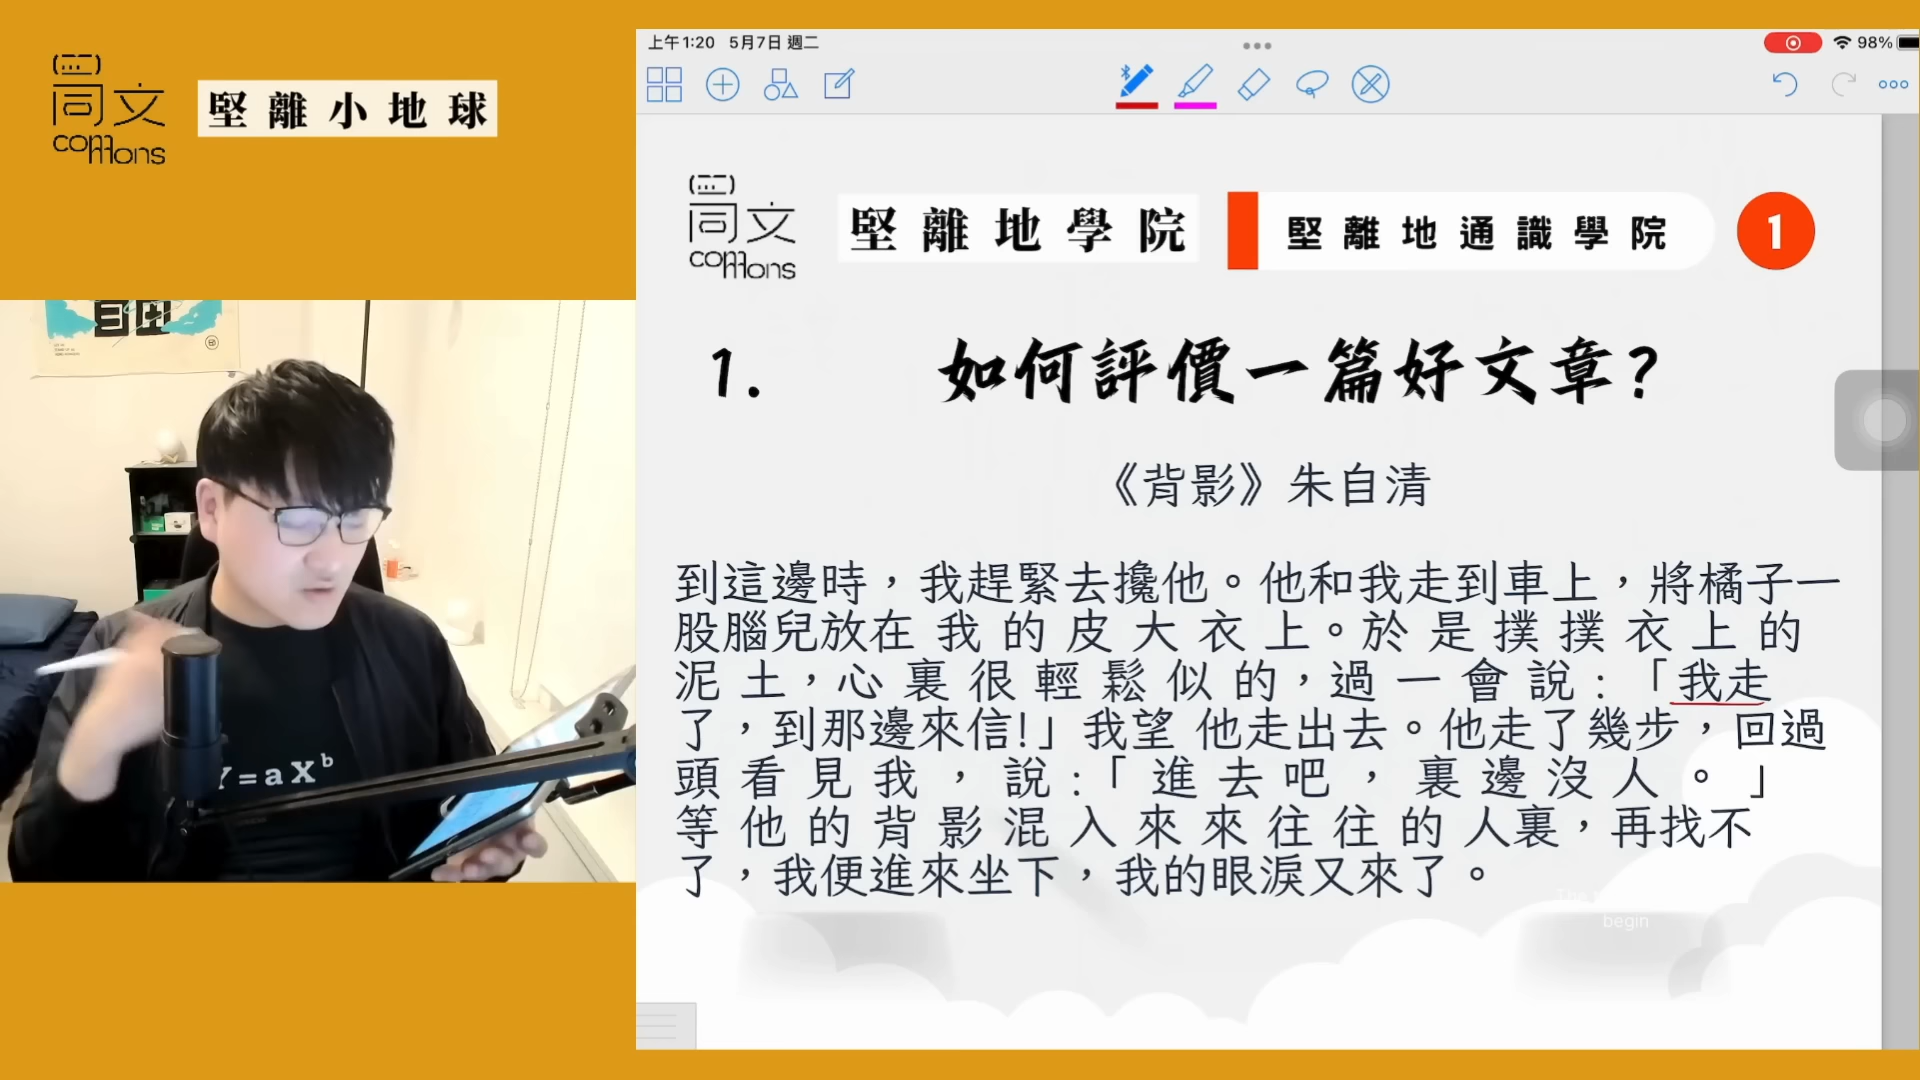 同文
commons
堅離小地球
自由
Y=aXᵇ
上午1:20 5月7日 週二
98%
同文
commons
堅離地學院
堅離地通識學院
1
1. 如何評價一篇好文章?
《背影》朱自清
到這邊時，我趕緊去攙他。他和我走到車上，將橘子一
股腦兒放在我的皮大衣上。於是撲撲衣上的
泥土，心裏很輕鬆似的，過一會說:「我走
了，到那邊來信!」我望他走出去。他走了幾步，回過
頭看見我，說:「進去吧，裏邊沒人。」
等他的背影混入來來往往的人裏，再找不
了，我便進來坐下，我的眼淚又來了。
begin